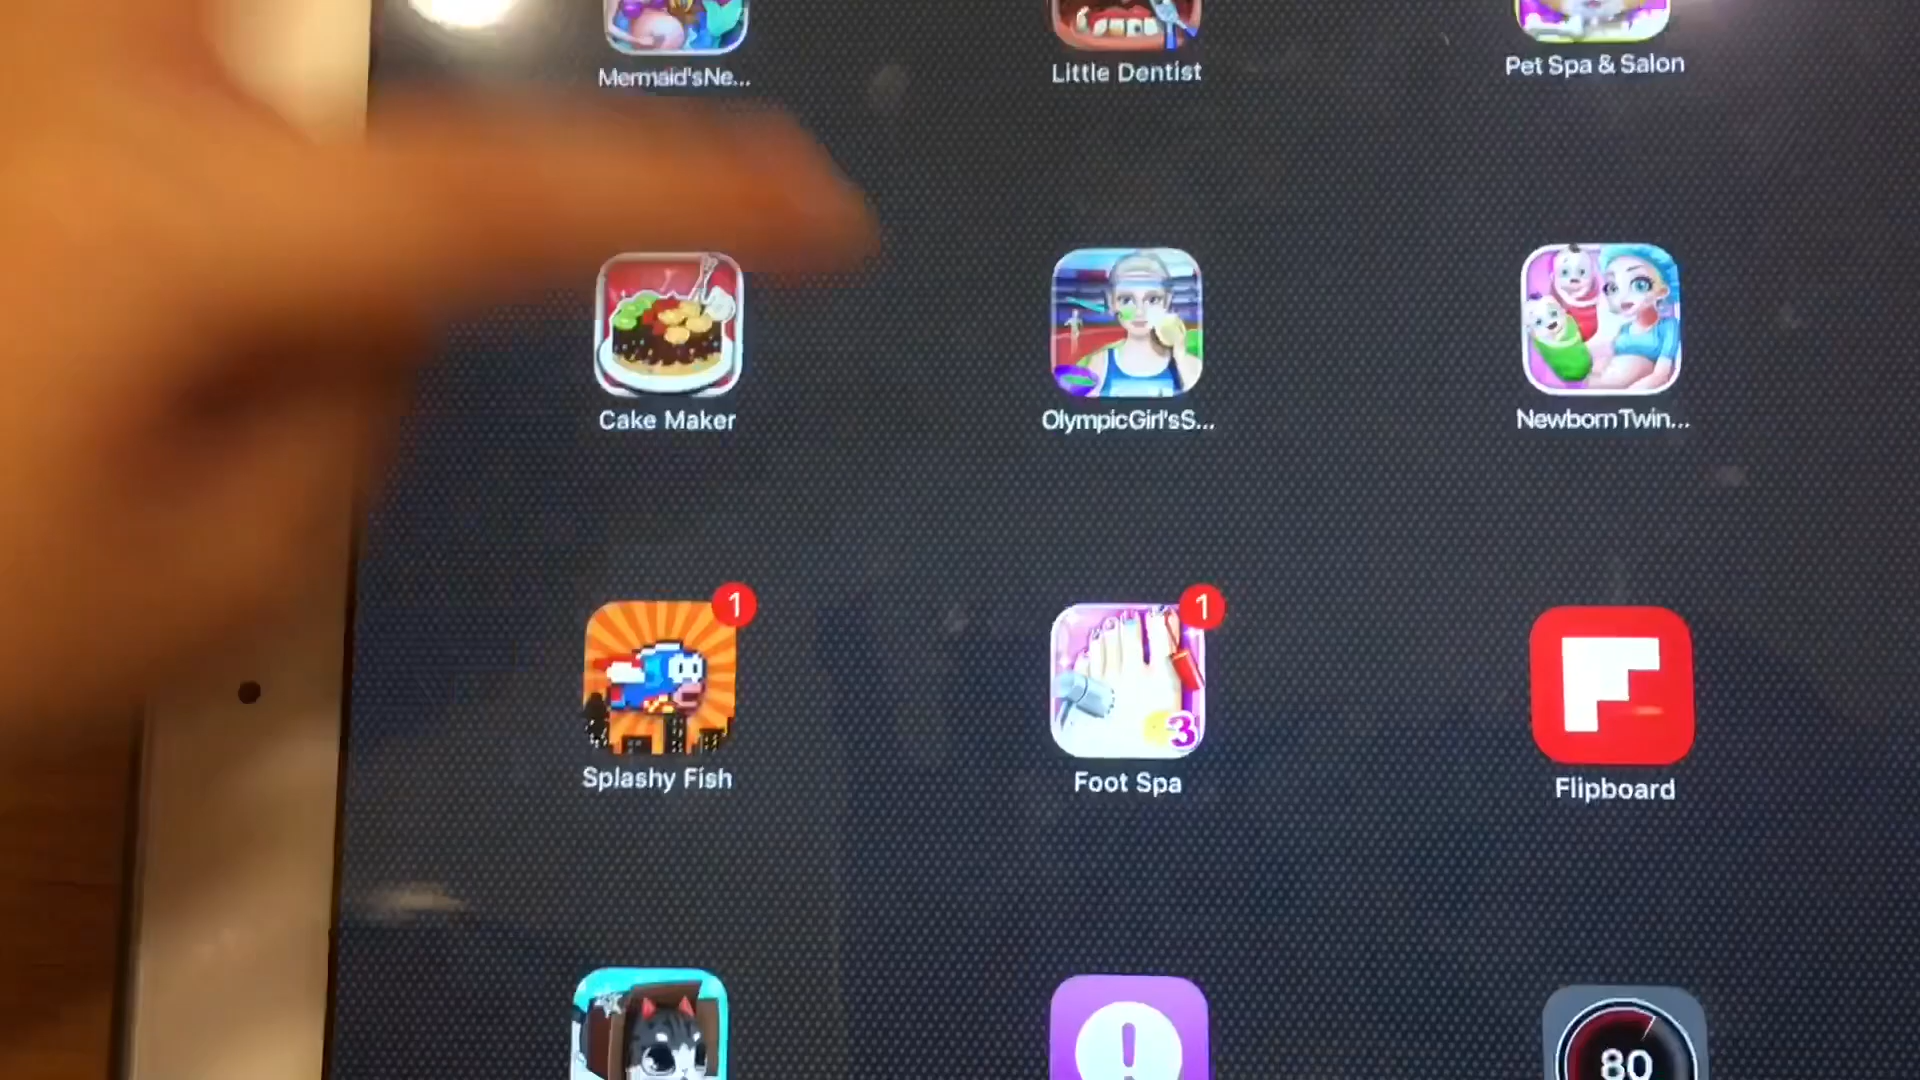 Mermaid'sNe...
Little Dentist
Pet Spa & Salon
Cake Maker
OlympicGirl'sS...
NewbornTwin...
1
1
3
Splashy Fish
Foot Spa
Flipboard
!
80